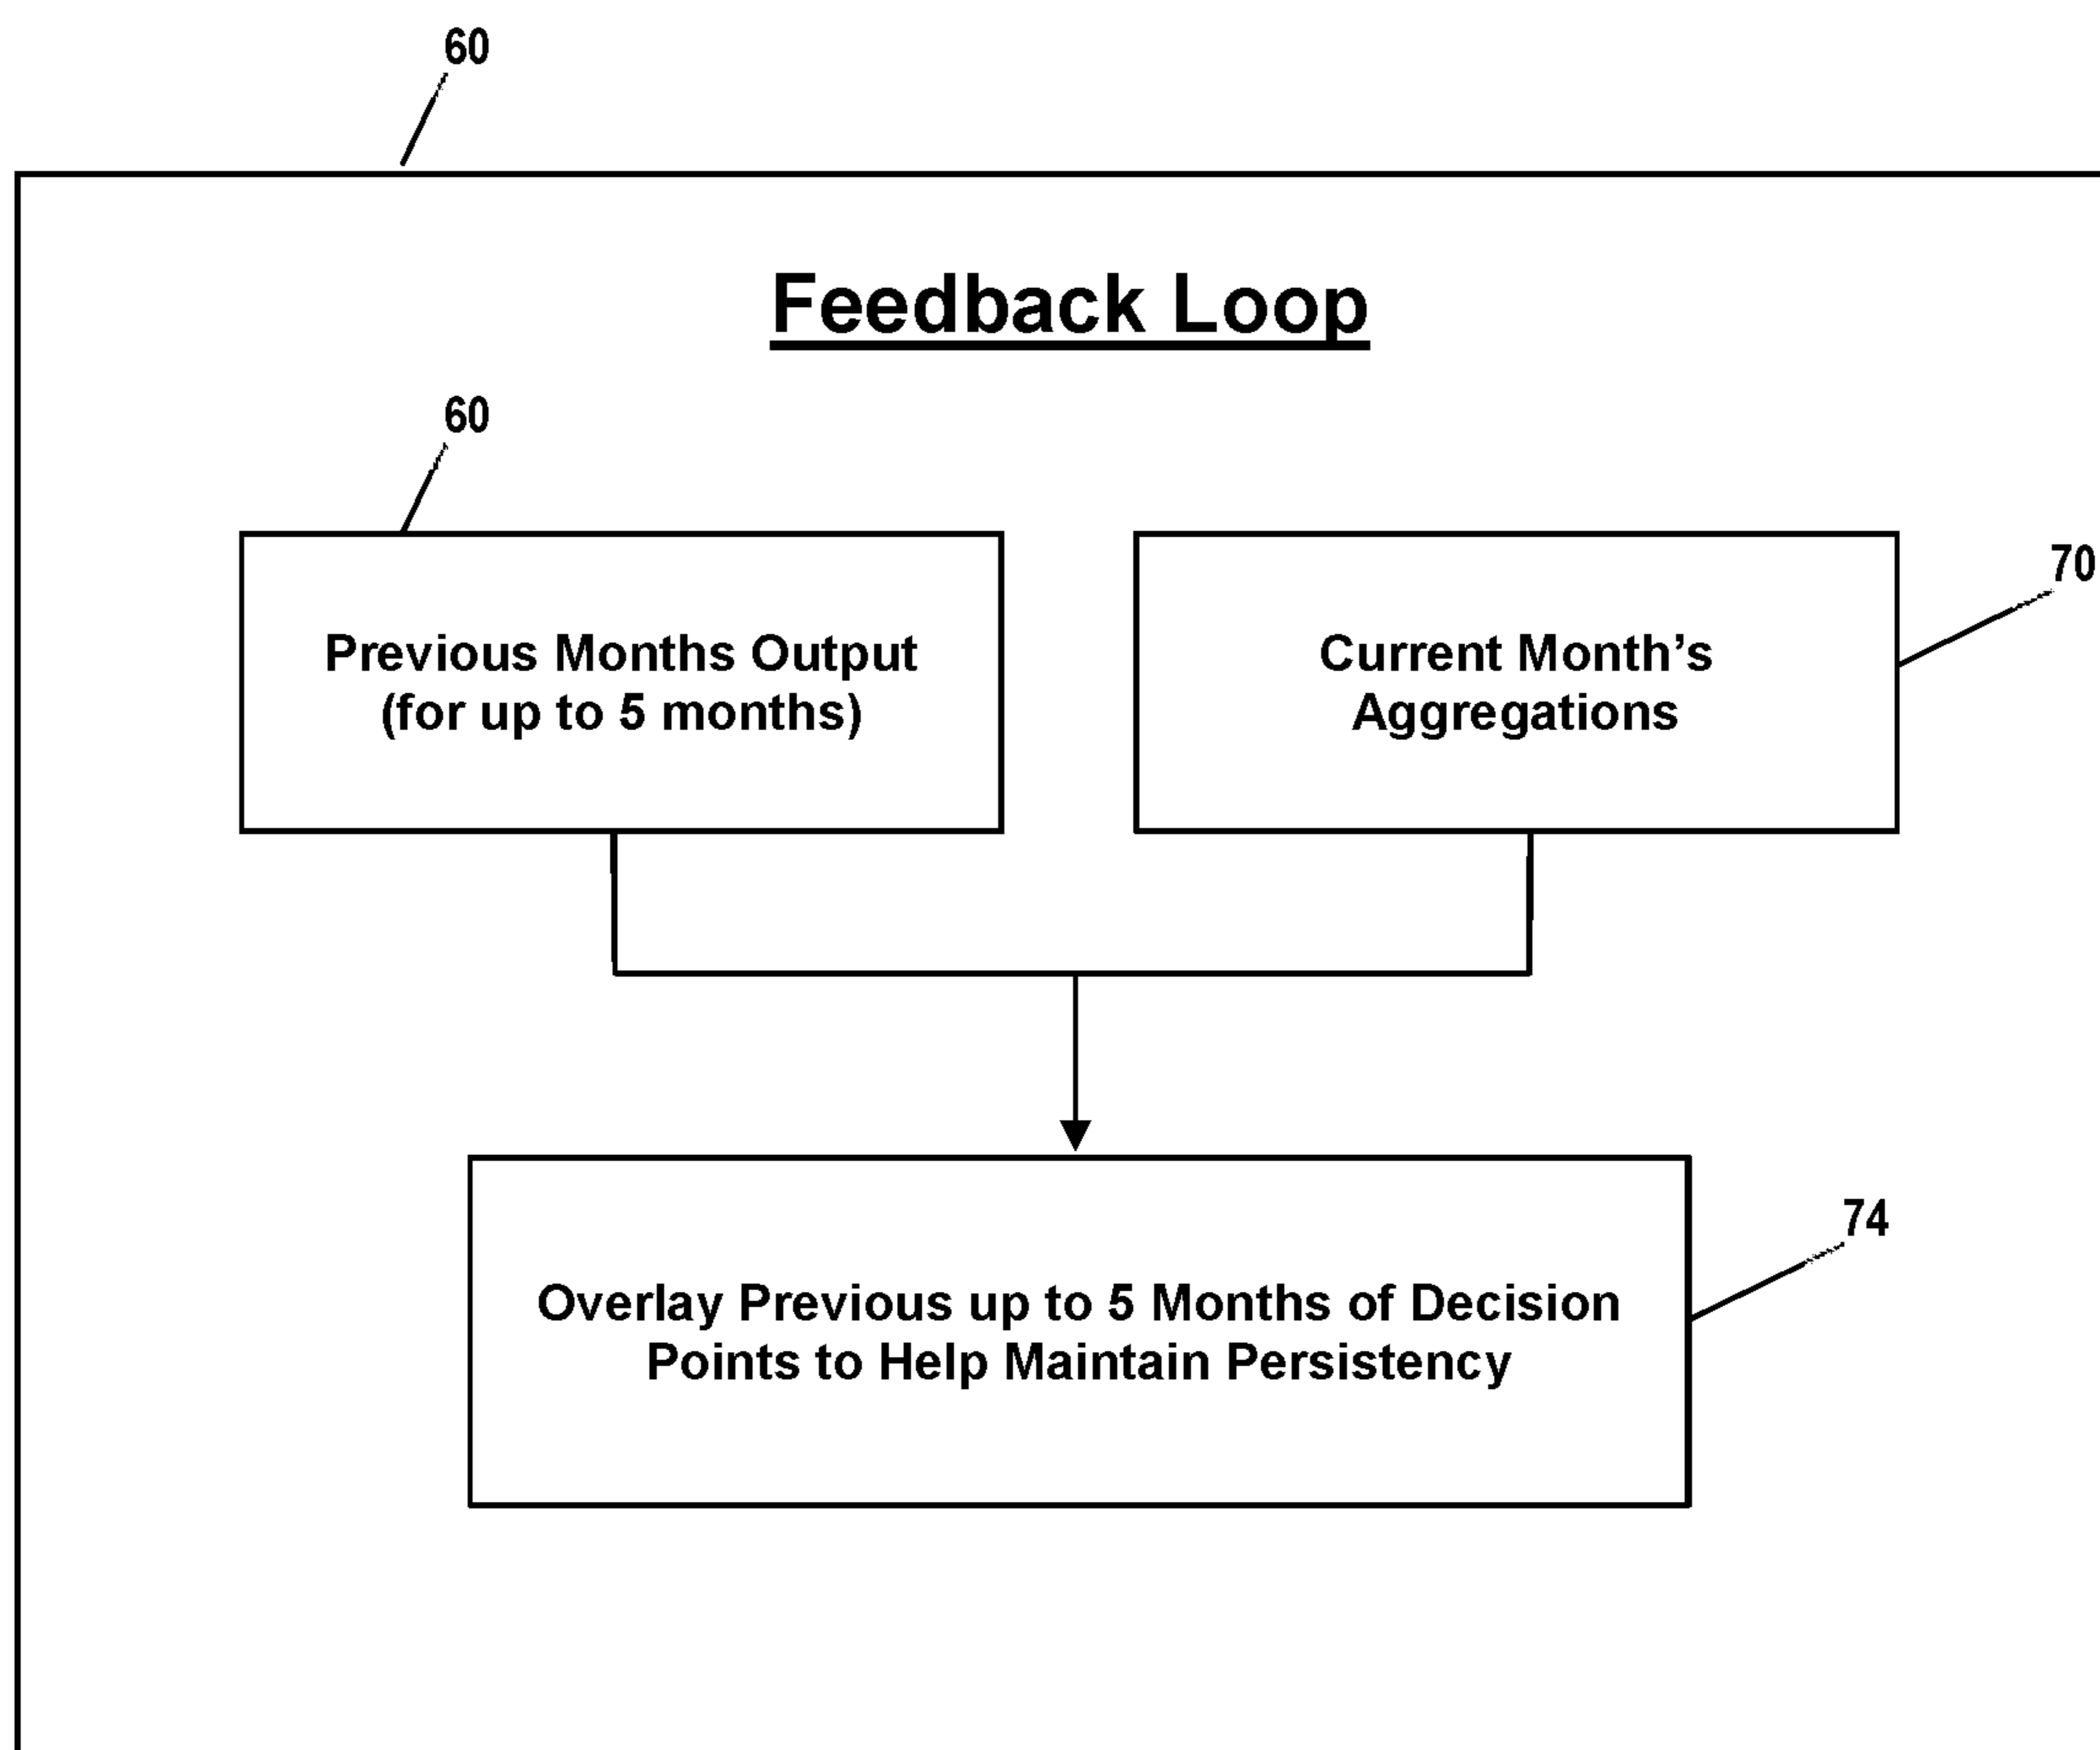 60
Feedback Loop
60
70
Previous Months Output
(for up to 5 months)
Current Month’s
Aggregations
74
Overlay Previous up to 5 Months of Decision
Points to Help Maintain Persistency